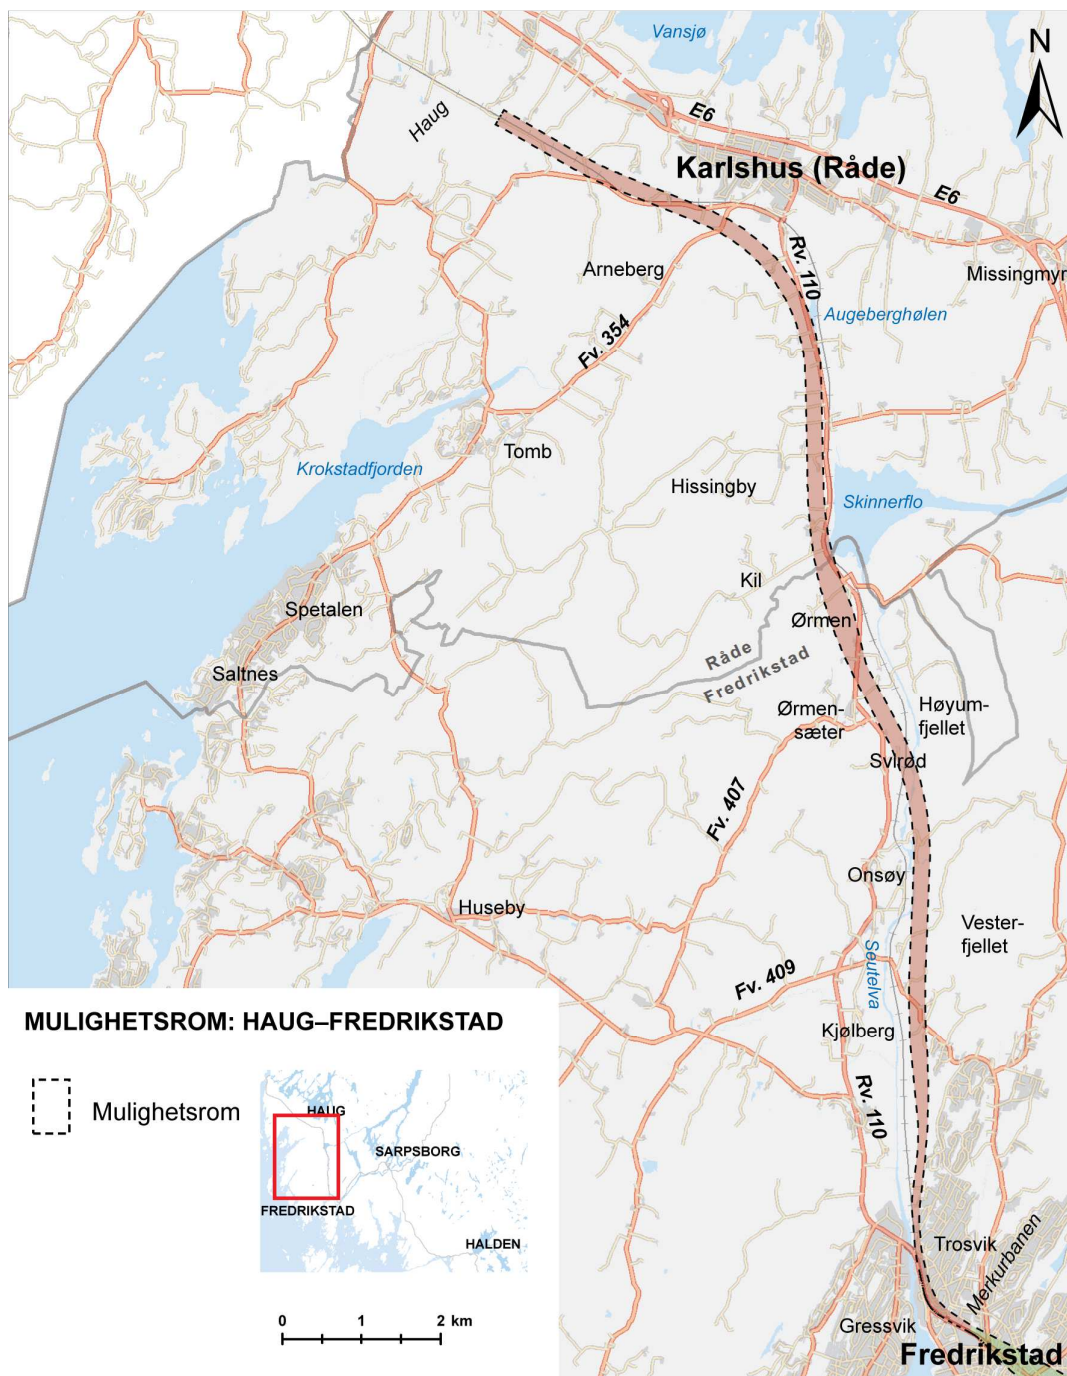 Vansjø
N
Haug
E6
Karlshus (Råde)
E6
Rv. 110
Missingmyr
Arneberg
Augeberghølen
Fv. 354
Tomb
Krokstadfjorden
Hissingby
Skinnerflo
Kil
Spetalen
Ørmen
Råde
Fredrikstad
Saltnes
Ørmen-
sæter
Høyum-
fjellet
Svlrød
Fv. 407
Onsøy
Huseby
Vester-
fjellet
Seutelva
Fv. 409
Kjølberg
MULIGHETSROM: HAUG–FREDRIKSTAD
Mulighetsrom
HAUG
SARPSBORG
FREDRIKSTAD
HALDEN
Rv. 110
Trosvik
Merkurbanen
0 1 2 km
Gressvik
Fredrikstad